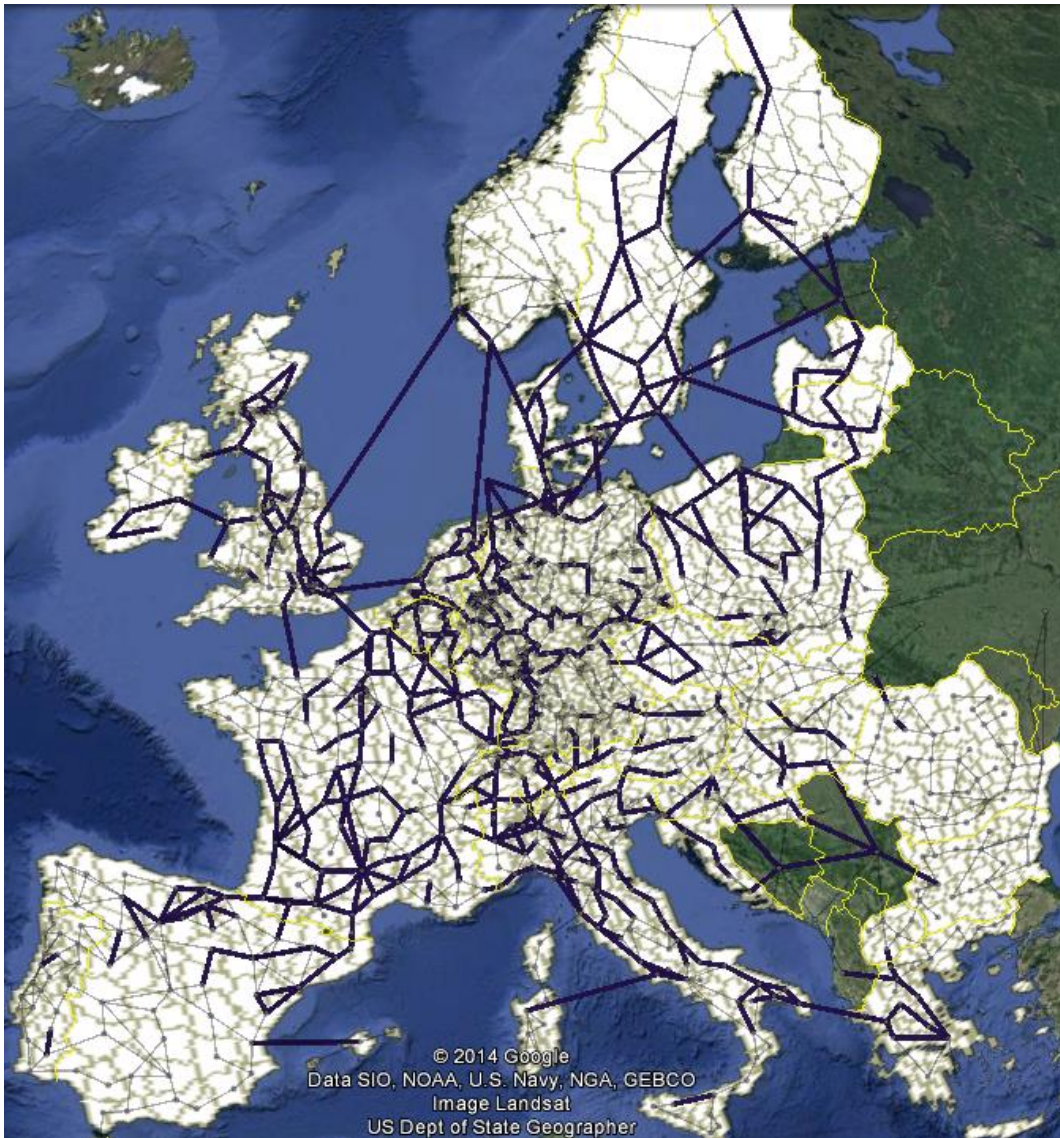 © 2014 Google
Data SIO, NOAA, U.S. Navy, NGA, GEBCO
Image Landsat
US Dept of State Geographer